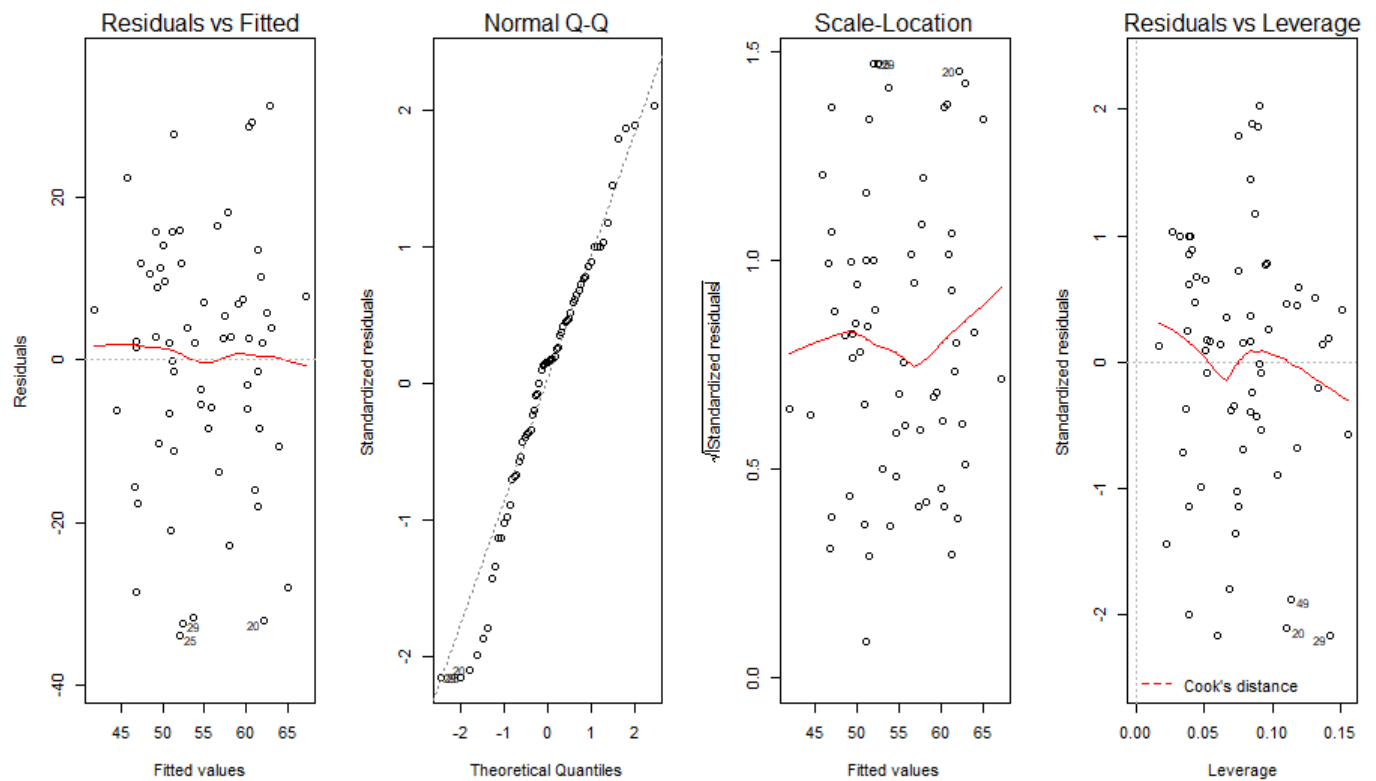 Residuals vs Fitted
Residuals
20
0
-20
-40
29
25
20
45 50 55 60 65
Fitted values
Normal Q-Q
Standardized residuals
2
1
0
-1
-2
20
-2 -1 0 1 2
Theoretical Quantiles
Scale-Location
√|Standardized residuals|
1.5
1.0
0.5
0.0
20
45 50 55 60 65
Fitted values
Residuals vs Leverage
Standardized residuals
2
1
0
-1
-2
49
20
29
Cook's distance
0.00 0.05 0.10 0.15
Leverage